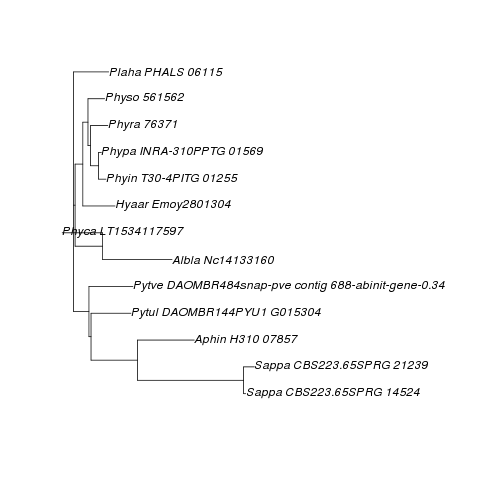 Plaha PHALS 06115
Physo 561562
Phyra 76371
Phypa INRA-310PPTG 01569
Phyin T30-4PITG 01255
Hyaar Emoy2801304
Phyca LT1534117597
Albla Nc14133160
Pytve DAOMBR484snap-pve contig 688-abinit-gene-0.34
Pytul DAOMBR144PYU1 G015304
Aphin H310 07857
Sappa CBS223.65SPRG 21239
Sappa CBS223.65SPRG 14524